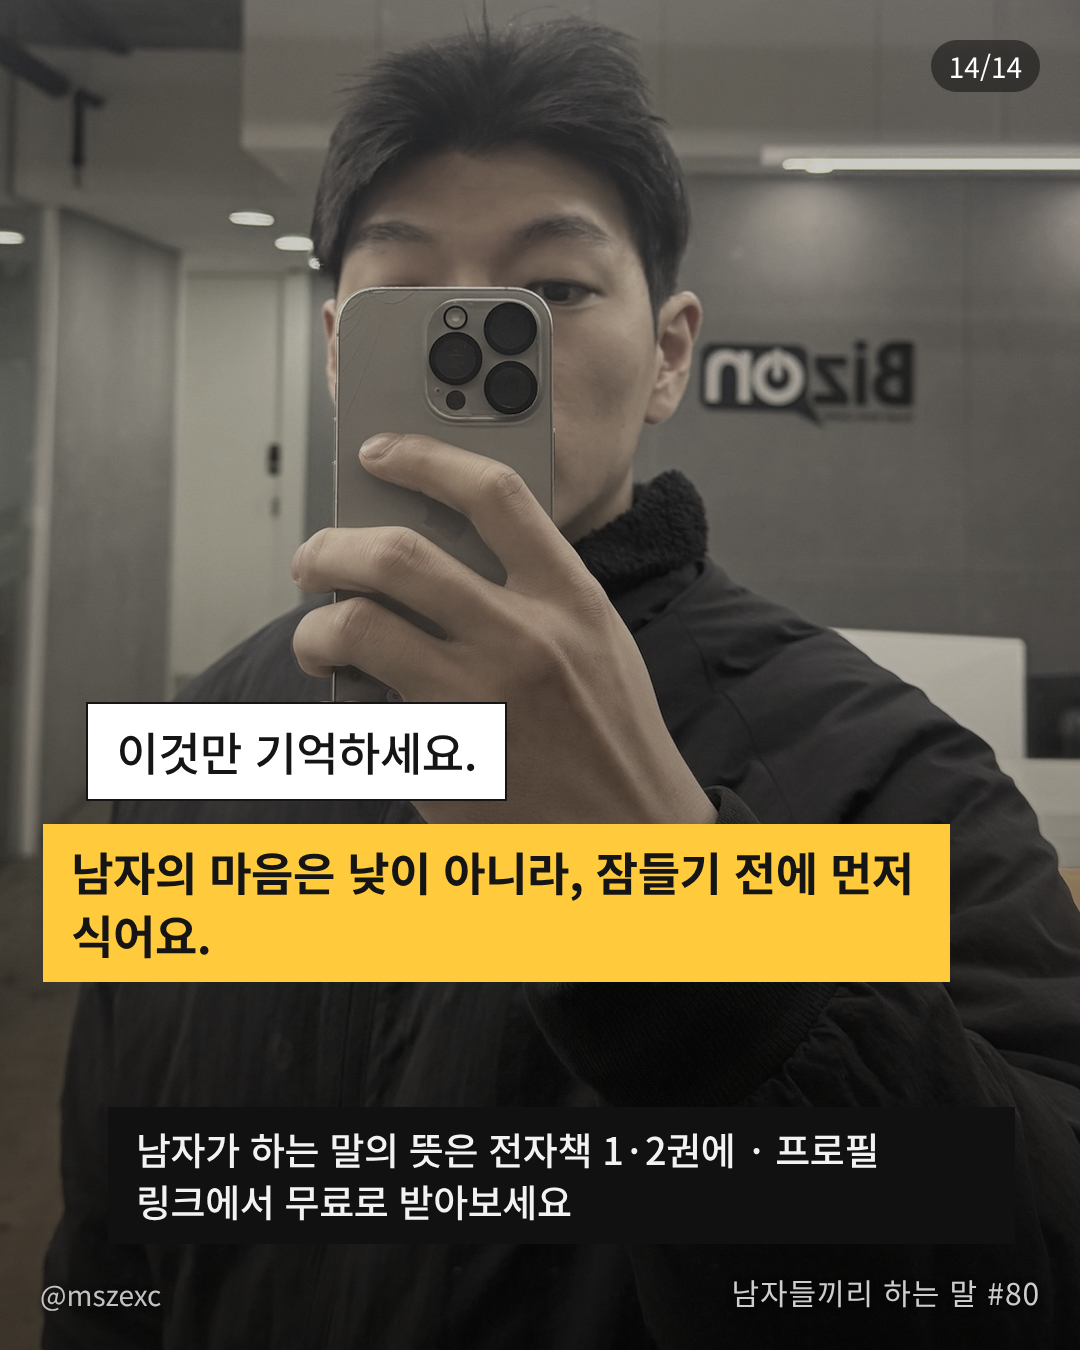 14/14
Bizon
이것만 기억하세요.
남자의 마음은 낮이 아니라, 잠들기 전에 먼저
식어요.
남자가 하는 말의 뜻은 전자책 1·2권에 · 프로필
링크에서 무료로 받아보세요
@mszexc
남자들끼리 하는 말 #80